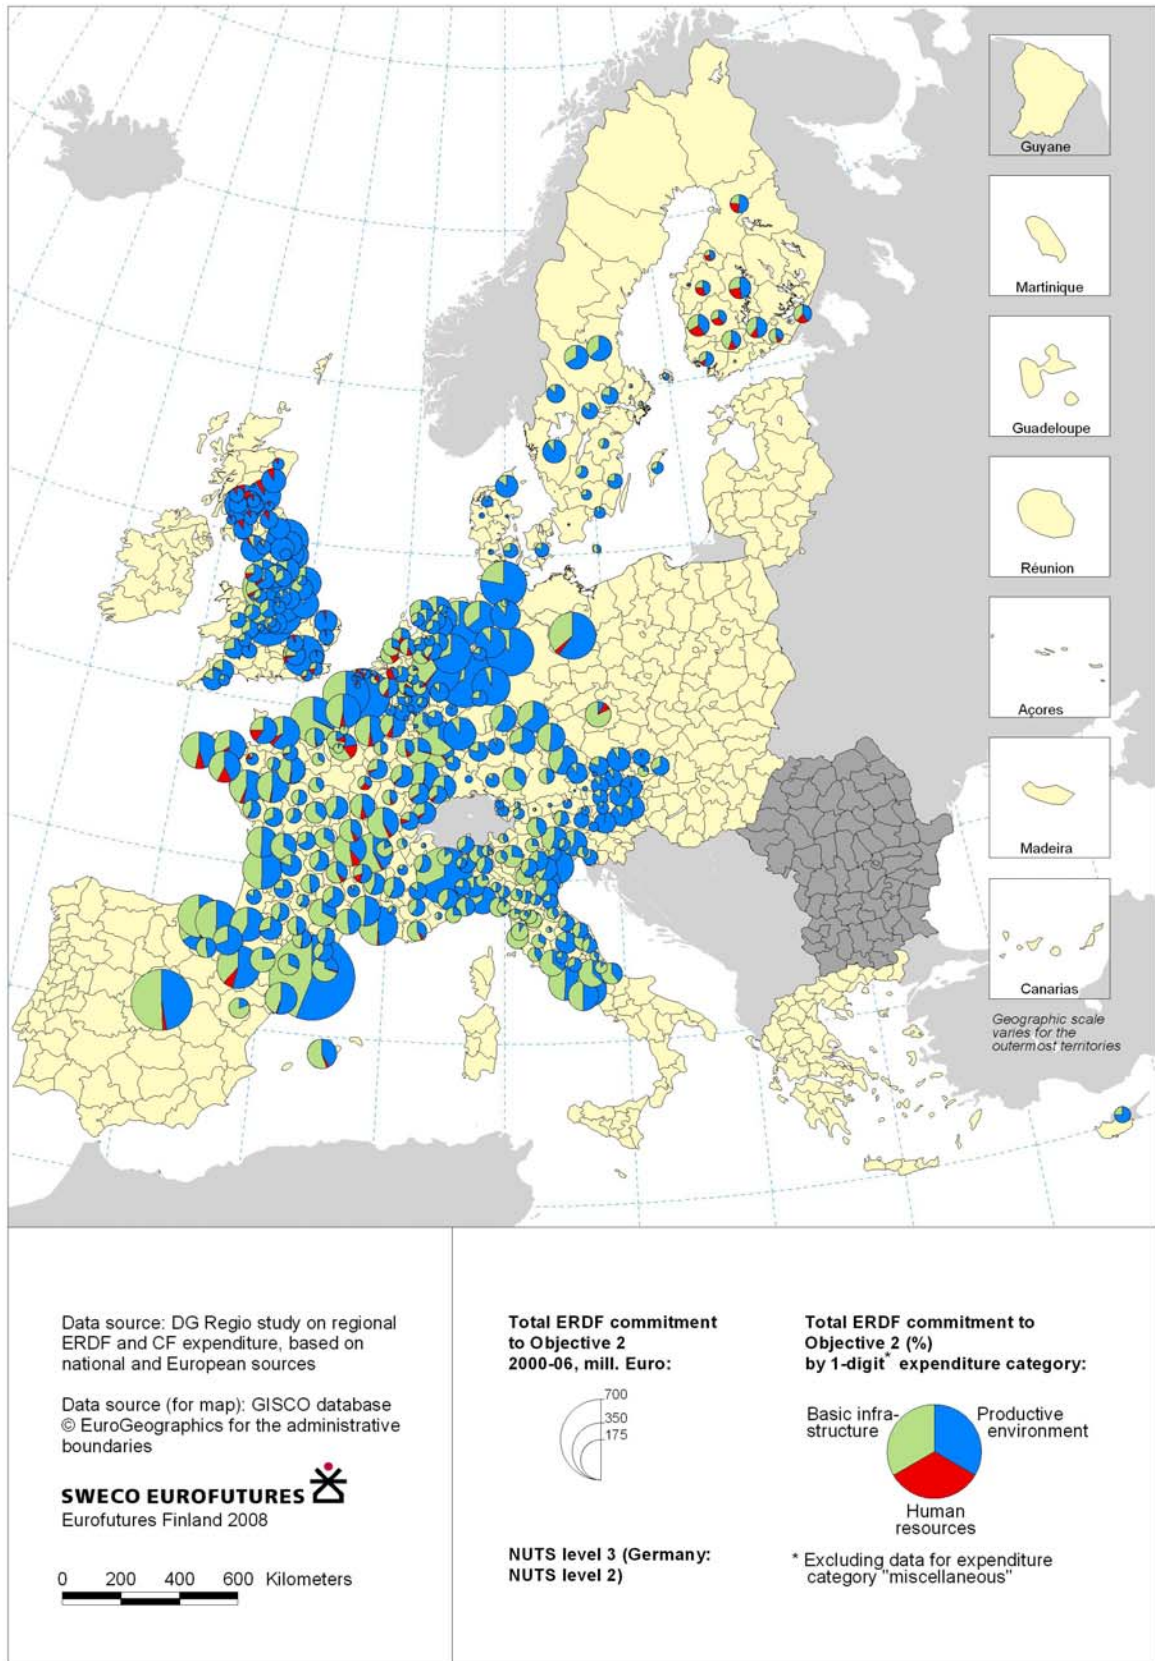 Guyane
Martinique
Guadeloupe
Réunion
Açores
Madeira
Canarias
Geographic scale
varies for the
outermost territories
Data source: DG Regio study on regional
ERDF and CF expenditure, based on
national and European sources
Data source (for map): GISCO database
© EuroGeographics for the administrative
boundaries
SWECO EUROFUTURES
Eurofutures Finland 2008
0 200 400 600 Kilometers
Total ERDF commitment
to Objective 2
2000-06, mill. Euro:
700
350
175
NUTS level 3 (Germany:
NUTS level 2)
Total ERDF commitment to
Objective 2 (%)
by 1-digit* expenditure category:
Basic infra-
structure
Productive
environment
Human
resources
* Excluding data for expenditure
category "miscellaneous"